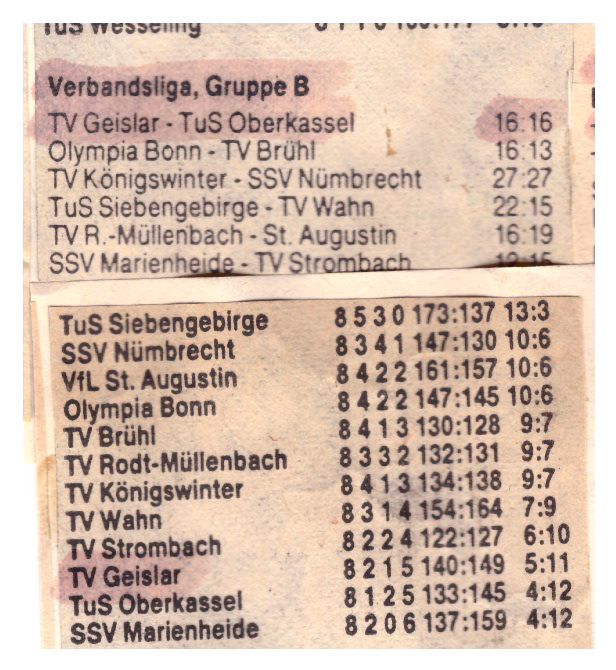 TuS Wesseling
Verbandsliga, Gruppe B
TV Geislar - TuS Oberkassel 16:16
Olympia Bonn - TV Brühl 16:13
TV Königswinter - SSV Nümbrecht 27:27
TuS Siebengebirge - TV Wahn 22:15
TV R.-Müllenbach - St. Augustin 16:19
SSV Marienheide - TV Strombach
TuS Siebengebirge 8 5 3 0 173:137 13:3
SSV Nümbrecht 8 3 4 1 147:130 10:6
VfL St. Augustin 8 4 2 2 161:157 10:6
Olympia Bonn 8 4 2 2 147:145 10:6
TV Brühl 8 4 1 3 130:128 9:7
TV Rodt-Müllenbach 8 3 3 2 132:131 9:7
TV Königswinter 8 4 1 3 134:138 9:7
TV Wahn 8 3 1 4 154:164 7:9
TV Strombach 8 2 2 4 122:127 6:10
TV Geislar 8 2 1 5 140:149 5:11
TuS Oberkassel 8 1 2 5 133:145 4:12
SSV Marienheide 8 2 0 6 137:159 4:12